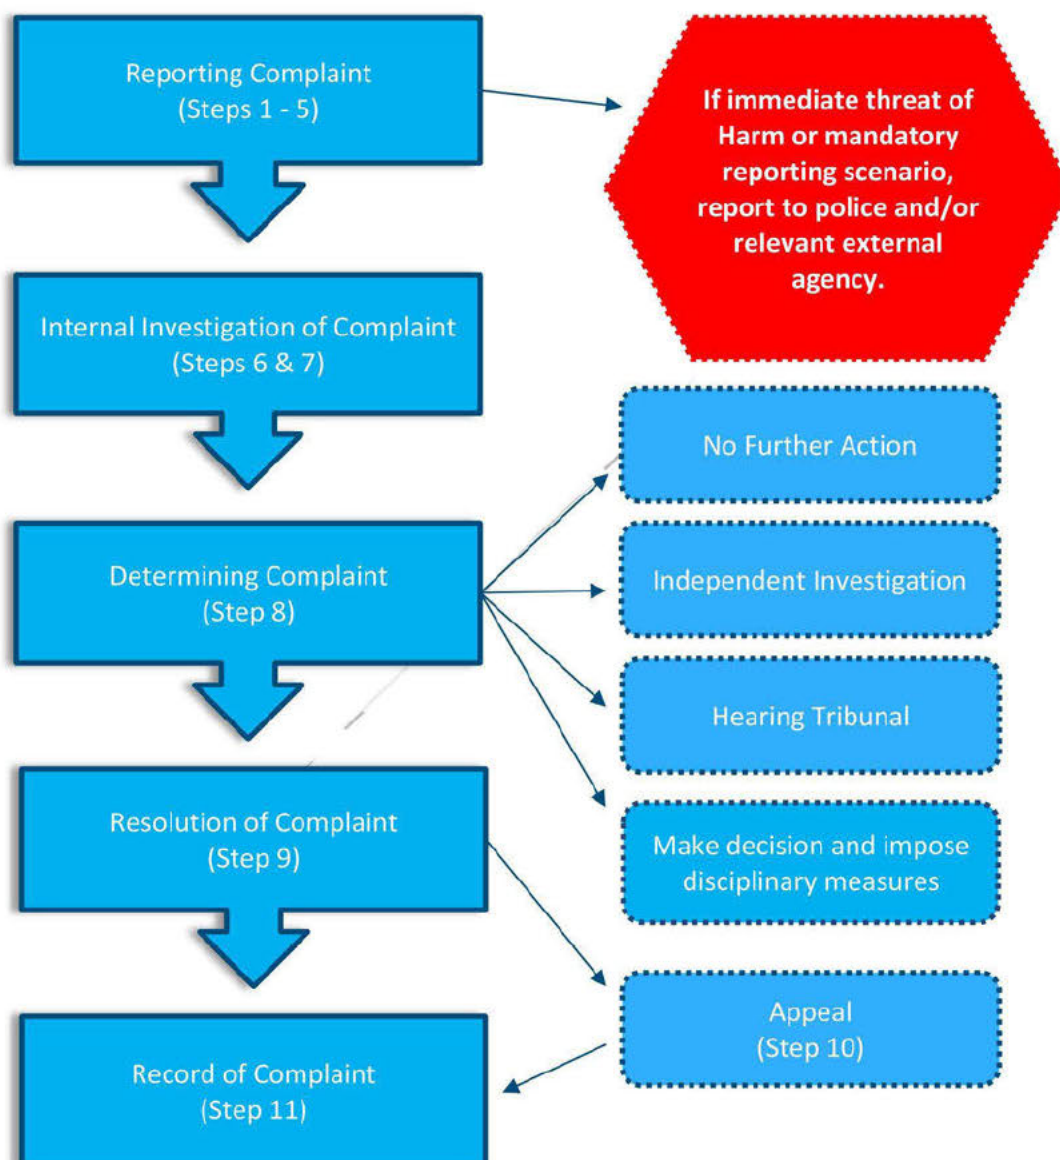 Reporting Complaint
(Steps 1 - 5)
If immediate threat of
Harm or mandatory
reporting scenario,
report to police and/or
relevant external
agency.
Internal Investigation of Complaint
(Steps 6 & 7)
No Further Action
Determining Complaint
(Step 8)
Independent Investigation
Hearing Tribunal
Resolution of Complaint
(Step 9)
Make decision and impose
disciplinary measures
Appeal
(Step 10)
Record of Complaint
(Step 11)